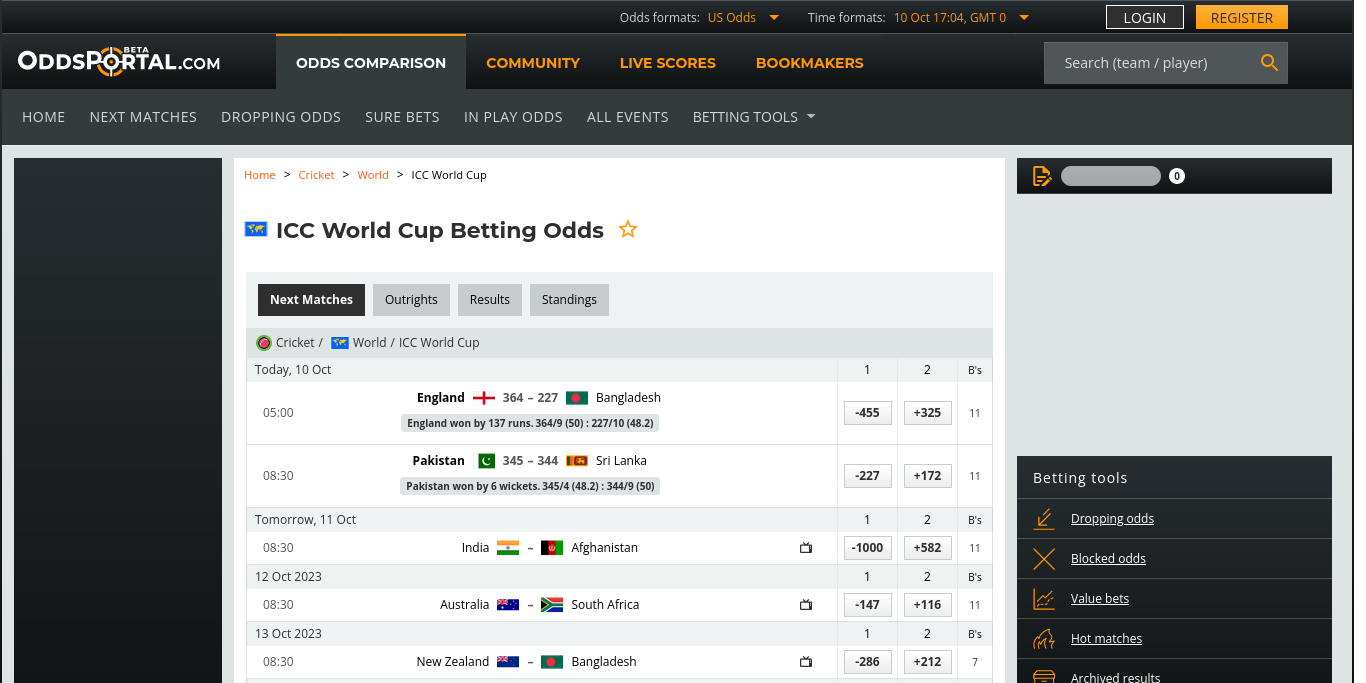 Odds formats: US Odds Time formats: 10 Oct 17:04, GMT 0 LOGIN REGISTER
ODDSPORTAL.COM BETA ODDS COMPARISON COMMUNITY LIVE SCORES BOOKMAKERS Search (team / player)
HOME NEXT MATCHES DROPPING ODDS SURE BETS IN PLAY ODDS ALL EVENTS BETTING TOOLS
Home > Cricket > World > ICC World Cup
0
ICC World Cup Betting Odds
Next Matches Outrights Results Standings
Cricket / World / ICC World Cup
Today, 10 Oct 1 2 B's
05:00 England 364 – 227 Bangladesh -455 +325 11
England won by 137 runs. 364/9 (50) : 227/10 (48.2)
08:30 Pakistan 345 – 344 Sri Lanka -227 +172 11
Pakistan won by 6 wickets. 345/4 (48.2) : 344/9 (50)
Tomorrow, 11 Oct 1 2 B's
08:30 India – Afghanistan -1000 +582 11
12 Oct 2023 1 2 B's
08:30 Australia – South Africa -147 +116 11
13 Oct 2023 1 2 B's
08:30 New Zealand – Bangladesh -286 +212 7
Betting tools
Dropping odds
Blocked odds
Value bets
Hot matches
Archived results